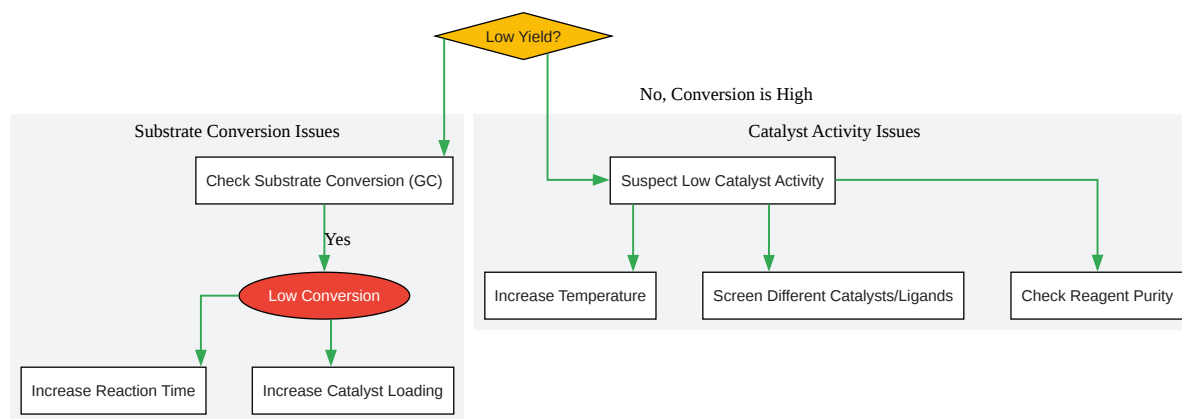 Low Yield?
No, Conversion is High
Substrate Conversion Issues
Catalyst Activity Issues
Check Substrate Conversion (GC)
Suspect Low Catalyst Activity
Yes
Low Conversion
Increase Temperature
Screen Different Catalysts/Ligands
Check Reagent Purity
Increase Reaction Time
Increase Catalyst Loading